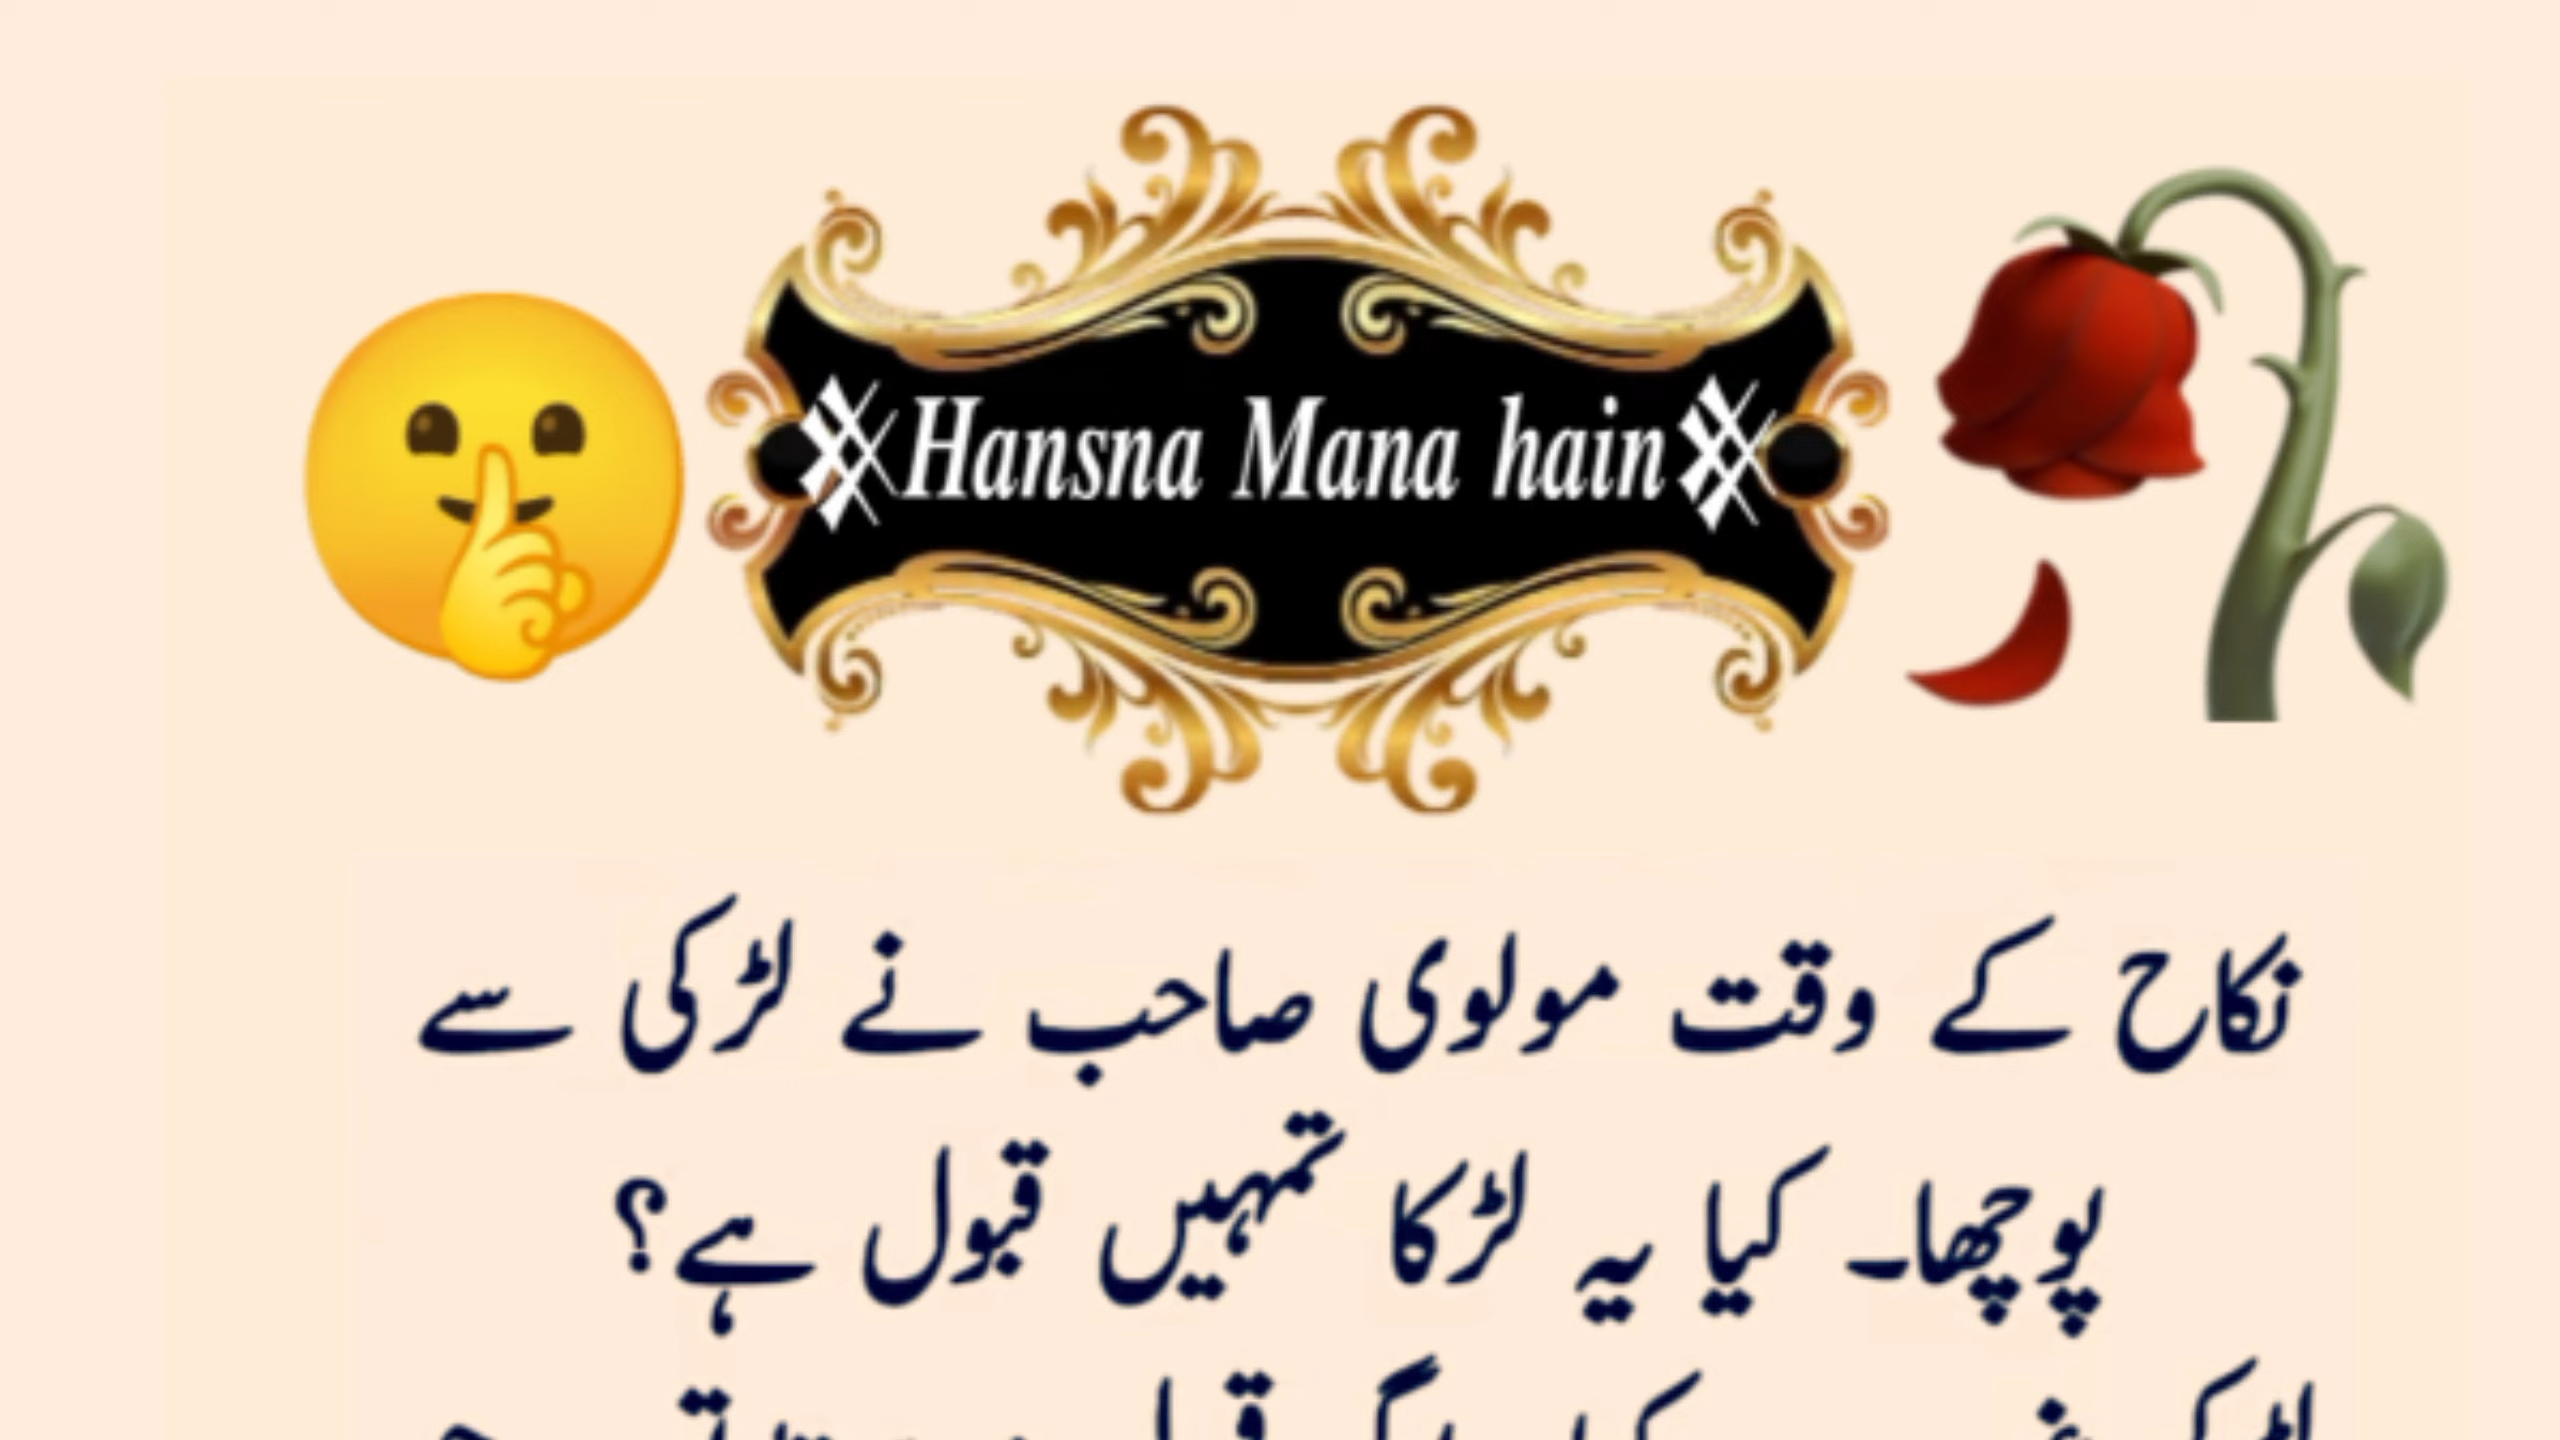 Hansna Mana hain
نکاح کے وقت مولوی صاحب نے لڑکی سے
پوچھا۔ کیا یہ لڑکا تمہیں قبول ہے؟